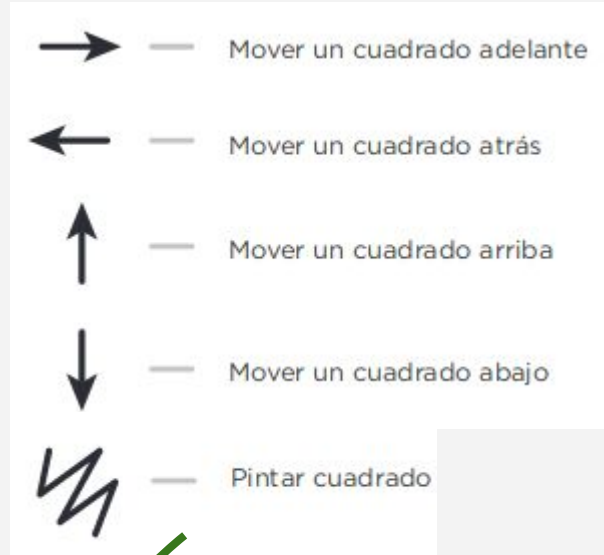 Mover un cuadrado adelante
Mover un cuadrado atrás
Mover un cuadrado arriba
Mover un cuadrado abajo
Pintar cuadrado